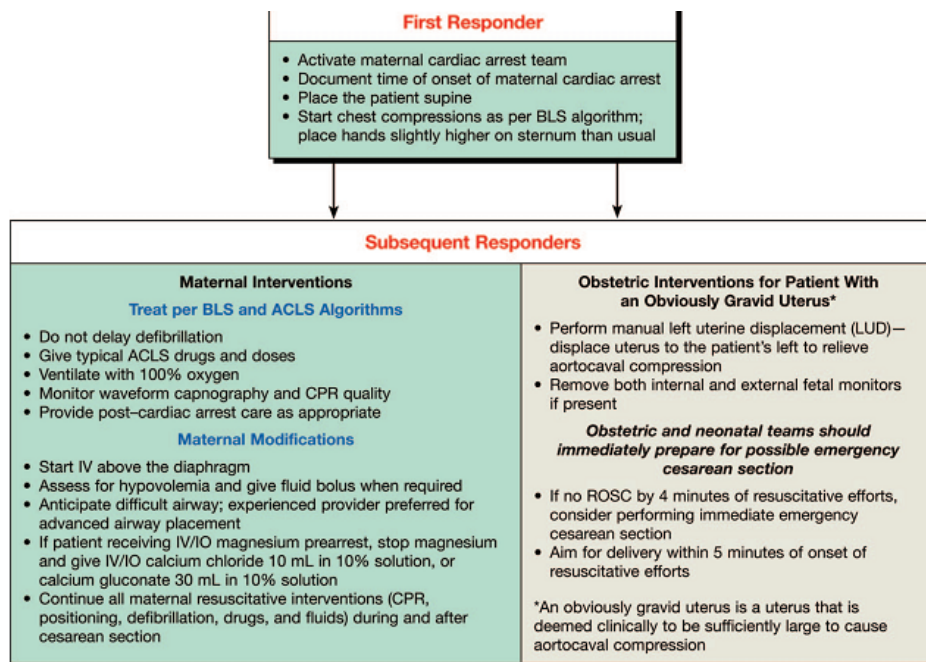 First Responder
• Activate maternal cardiac arrest team
• Document time of onset of maternal cardiac arrest
• Place the patient supine
• Start chest compressions as per BLS algorithm;
place hands slightly higher on sternum than usual
Subsequent Responders
Maternal Interventions
Treat per BLS and ACLS Algorithms
• Do not delay defibrillation
• Give typical ACLS drugs and doses
• Ventilate with 100% oxygen
• Monitor waveform capnography and CPR quality
• Provide post–cardiac arrest care as appropriate
Maternal Modifications
• Start IV above the diaphragm
• Assess for hypovolemia and give fluid bolus when required
• Anticipate difficult airway; experienced provider preferred for
advanced airway placement
• If patient receiving IV/IO magnesium prearrest, stop magnesium
and give IV/IO calcium chloride 10 mL in 10% solution, or
calcium gluconate 30 mL in 10% solution
• Continue all maternal resuscitative interventions (CPR,
positioning, defibrillation, drugs, and fluids) during and after
cesarean section
Obstetric Interventions for Patient With
an Obviously Gravid Uterus*
• Perform manual left uterine displacement (LUD)—
displace uterus to the patient's left to relieve
aortocaval compression
• Remove both internal and external fetal monitors
if present
Obstetric and neonatal teams should
immediately prepare for possible emergency
cesarean section
• If no ROSC by 4 minutes of resuscitative efforts,
consider performing immediate emergency
cesarean section
• Aim for delivery within 5 minutes of onset of
resuscitative efforts
*An obviously gravid uterus is a uterus that is
deemed clinically to be sufficiently large to cause
aortocaval compression